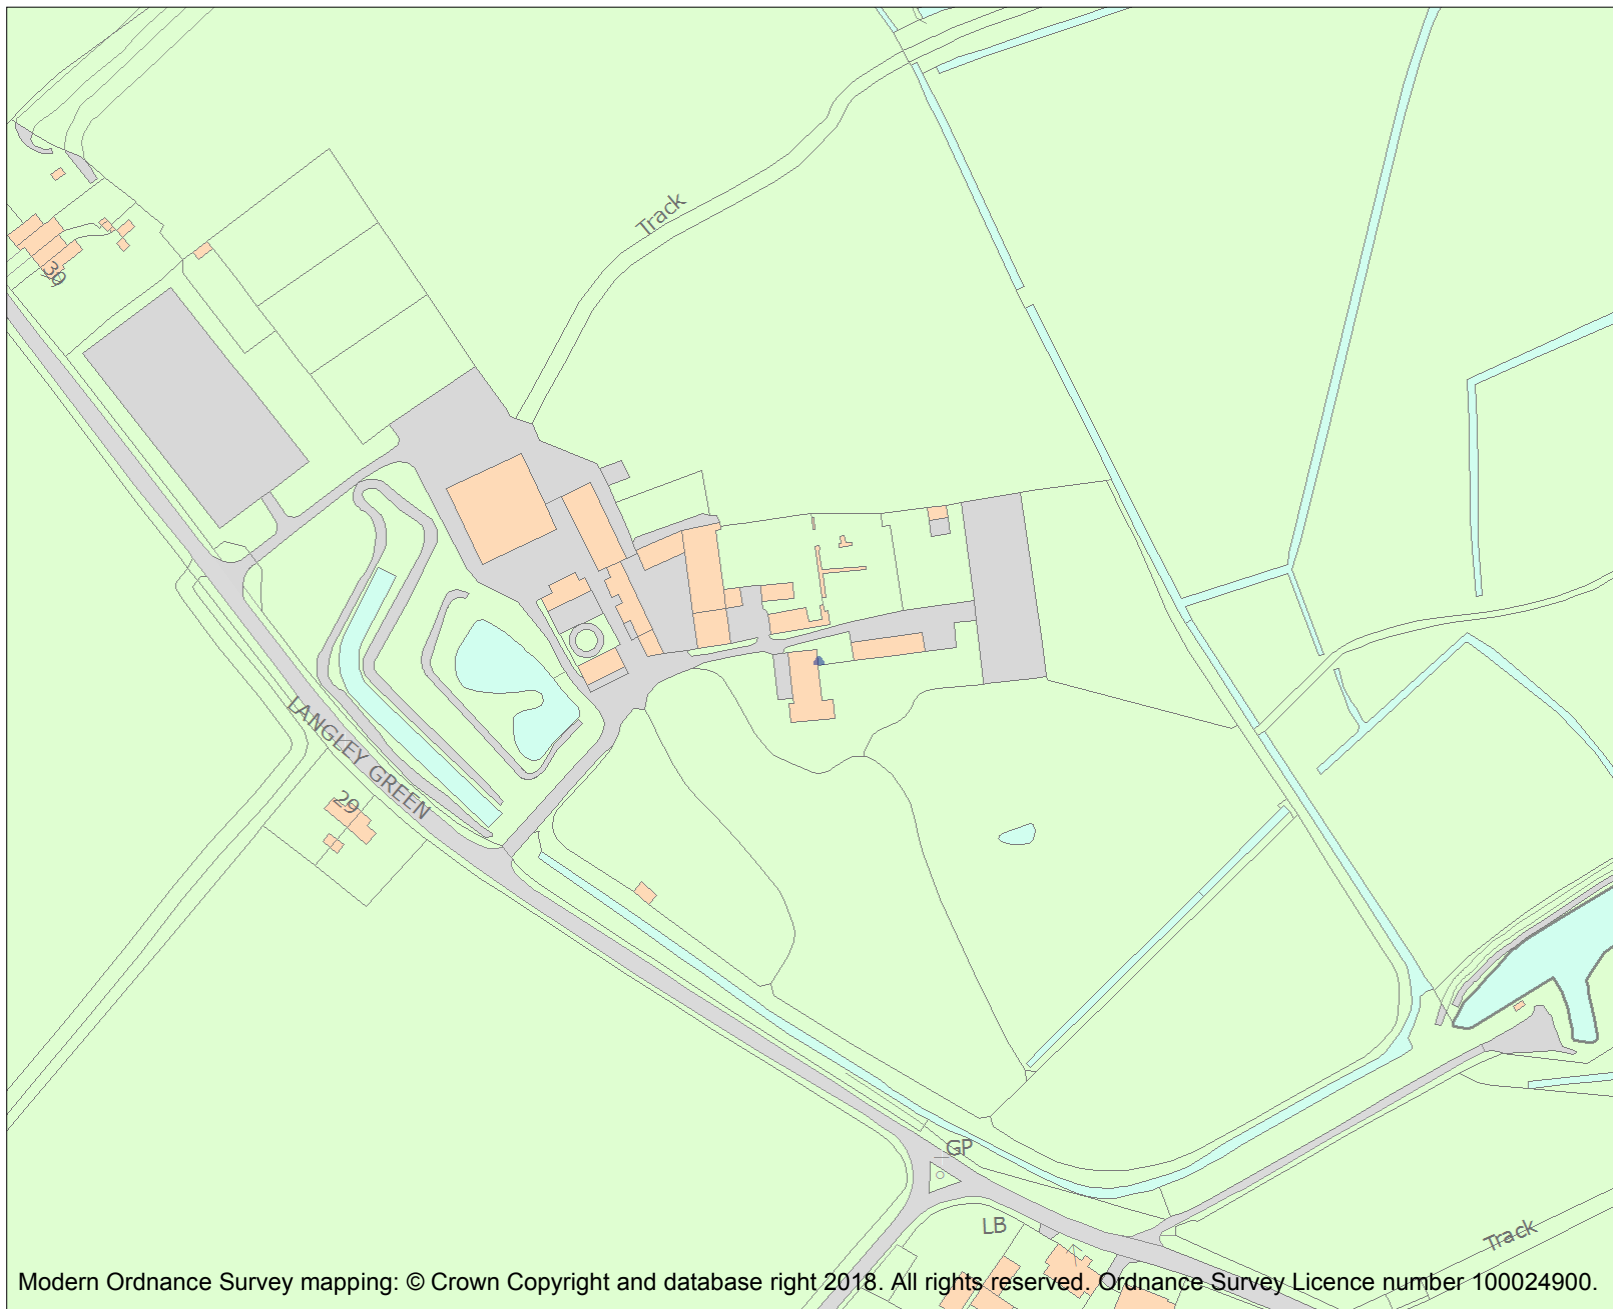 Track
39
LANGLEY GREEN
29
GP
LB
Track
Modern Ordnance Survey mapping: © Crown Copyright and database right 2018. All rights reserved. Ordnance Survey Licence number 100024900.